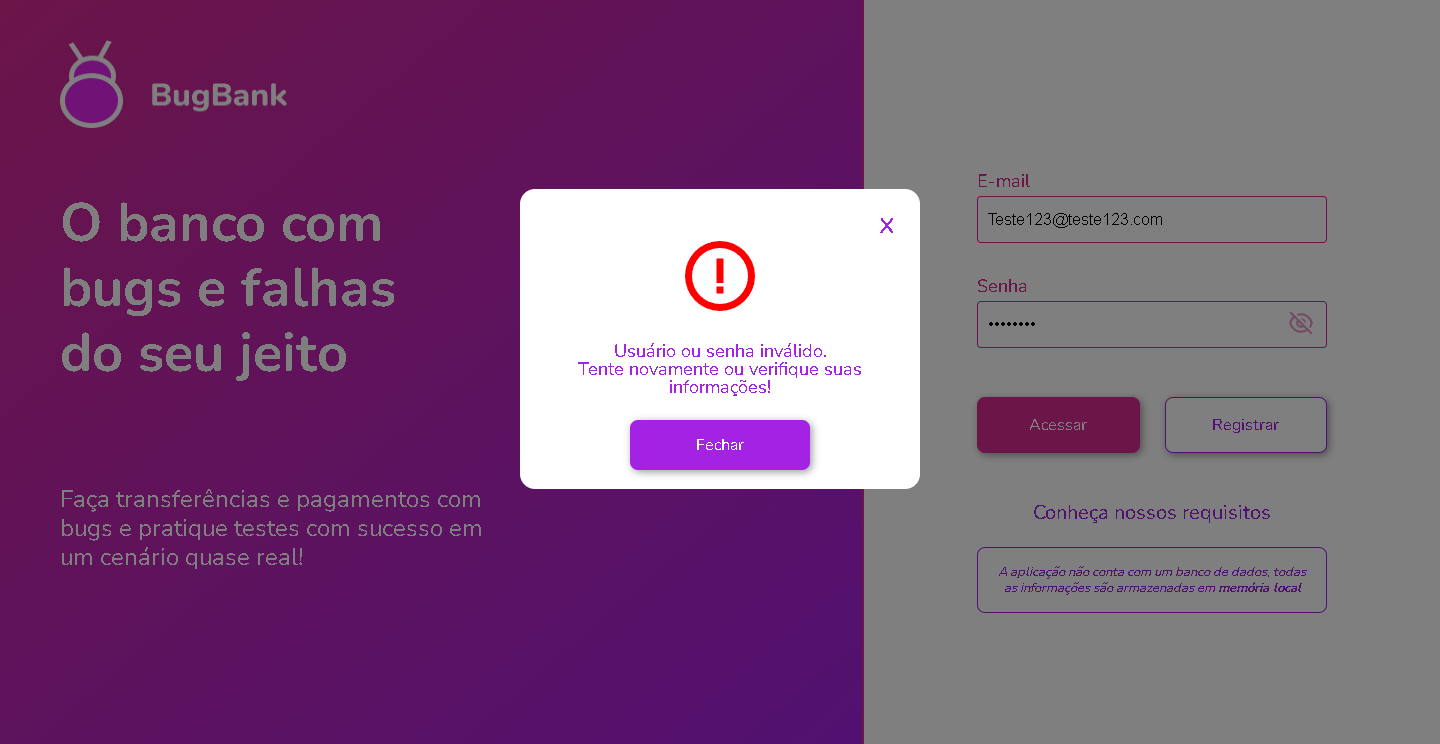 BugBank
O banco com
bugs e falhas
do seu jeito
Faça transferências e pagamentos com
bugs e pratique testes com sucesso em
um cenário quase real!
X
Usuário ou senha inválido.
Tente novamente ou verifique suas
informações!
Fechar
E-mail
Teste123@teste123.com
Senha
••••••••
Acessar
Registrar
Conheça nossos requisitos
A aplicação não conta com um banco de dados, todas
as informações são armazenadas em memória local